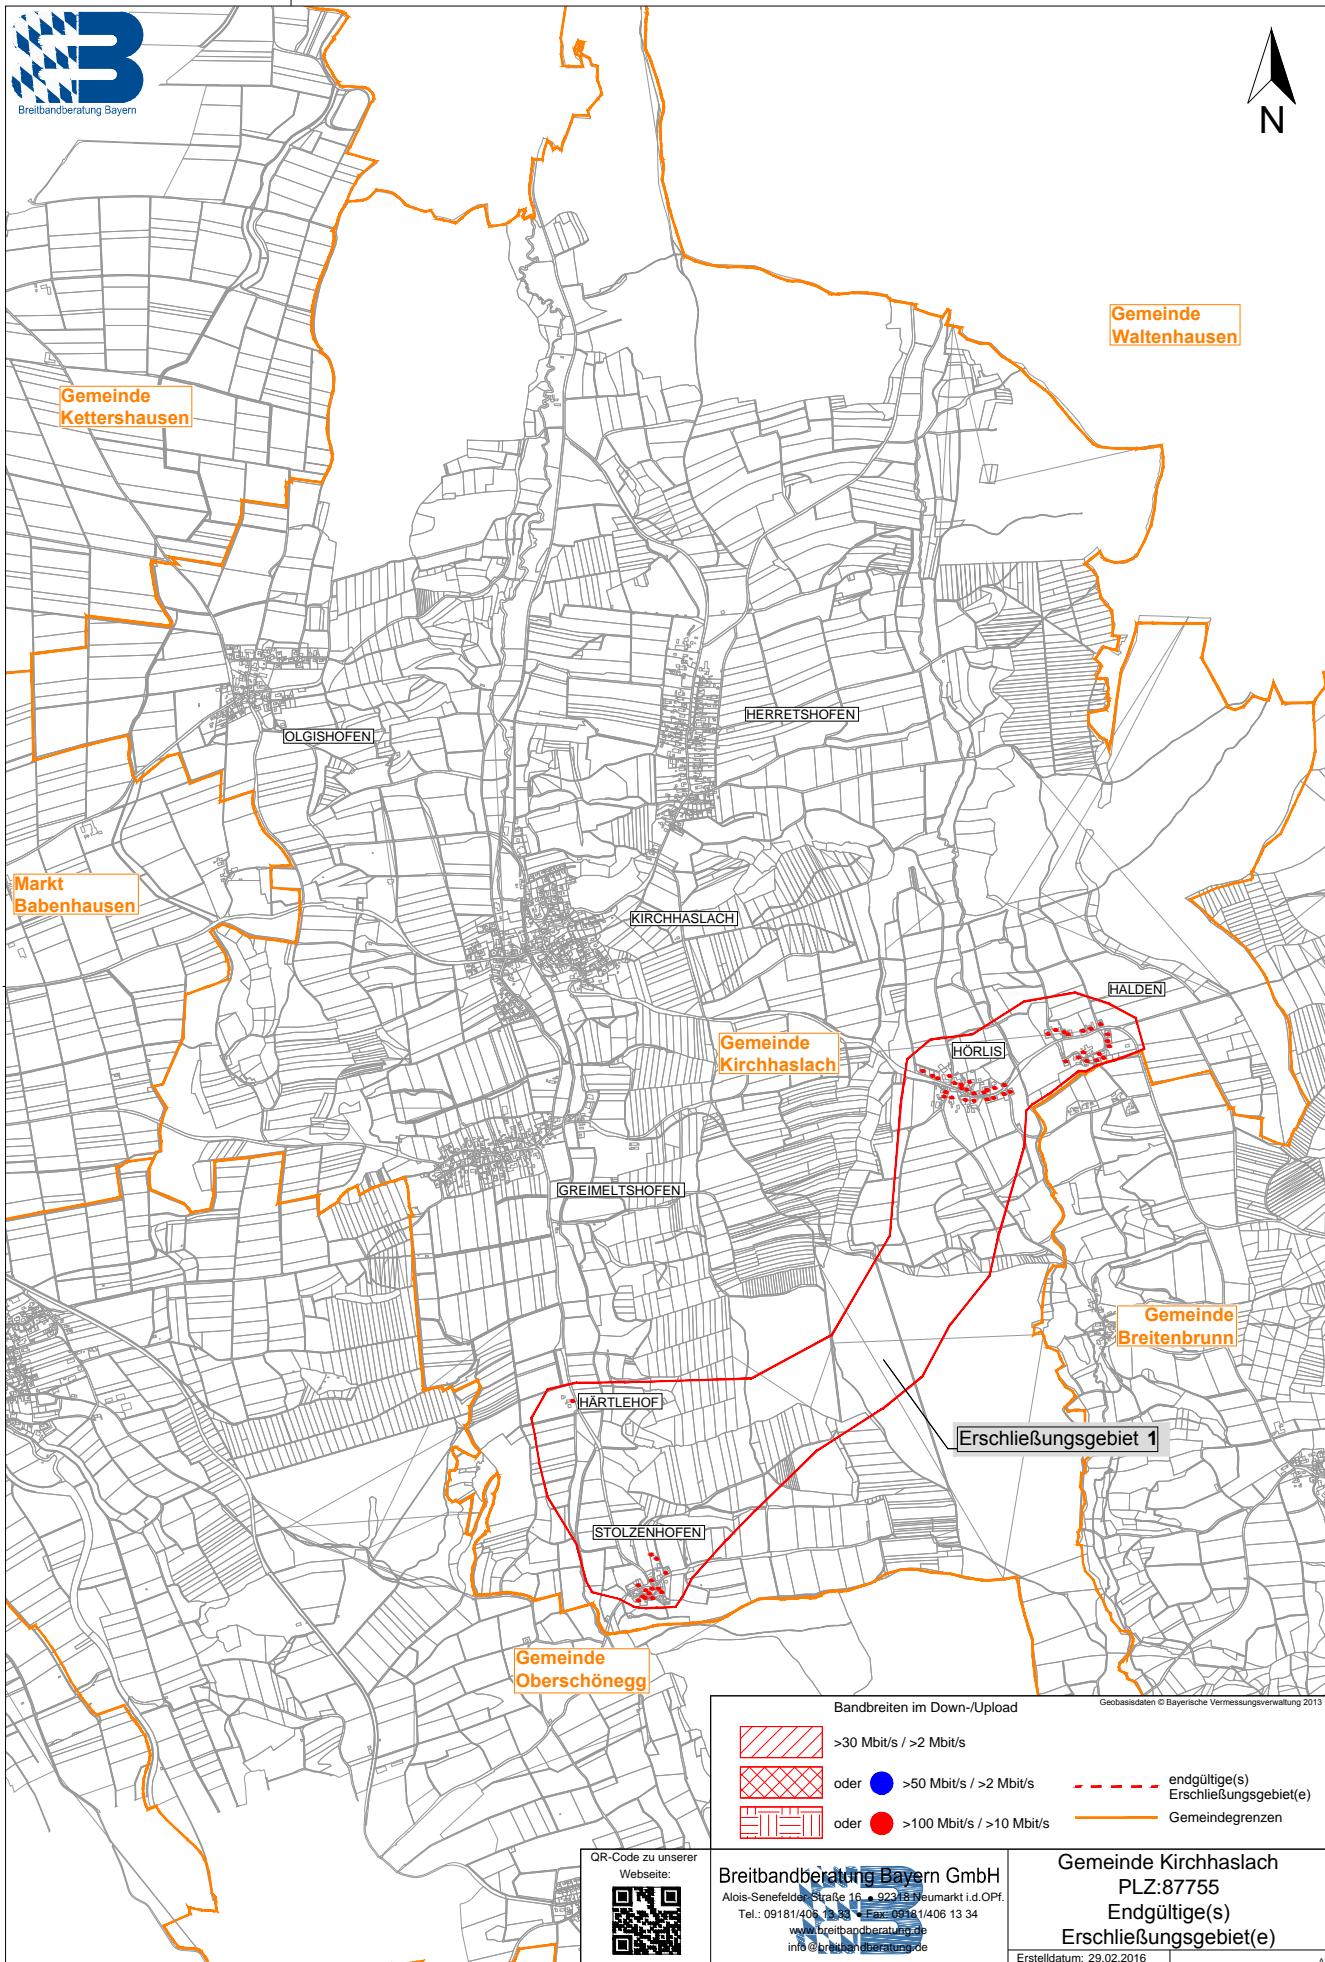 Breitbandberatung Bayern
N
Gemeinde
Waltenhausen
Gemeinde
Kettershausen
HERRETSHOFEN
OLGISHOFEN
Markt
Babenhausen
KIRCHHASLACH
HALDEN
Gemeinde
Kirchhaslach
HÖRLIS
GREIMELTSHOFEN
Gemeinde
Breitenbrunn
HÄRTLEHOF
Erschließungsgebiet 1
STOLZENHOFEN
Gemeinde
Oberschönegg
Bandbreiten im Down-/Upload
Geobasisdaten © Bayerische Vermessungsverwaltung 2013
>30 Mbit/s / >2 Mbit/s
oder >50 Mbit/s / >2 Mbit/s
endgültige(s)
Erschließungsgebiet(e)
oder >100 Mbit/s / >10 Mbit/s
Gemeindegrenzen
QR-Code zu unserer
Webseite:
Breitbandberatung Bayern GmbH
Alois-Senefelder-Straße 16 • 92318 Neumarkt i.d.OPf.
Tel.: 09181/406 13 33 • Fax: 09181/406 13 34
www.breitbandberatung.de
info@breitbandberatung.de
Gemeinde Kirchhaslach
PLZ:87755
Endgültige(s)
Erschließungsgebiet(e)
Erstelldatum: 29.02.2016